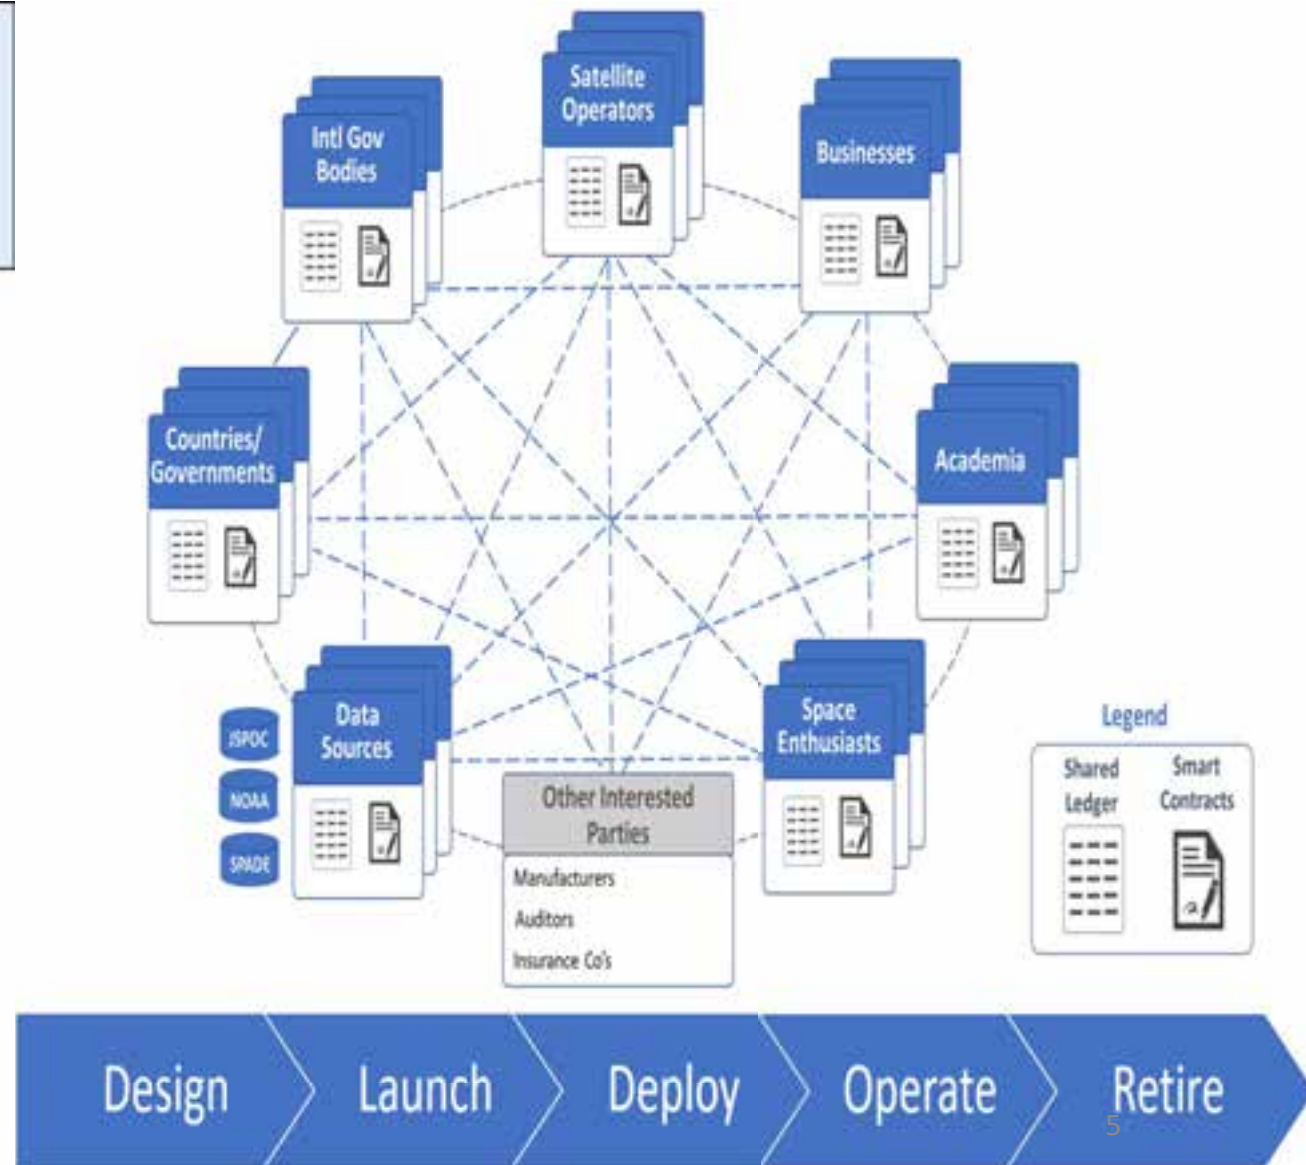 Satellite
Operators
Intl Gov
Bodies
Businesses
Countries/
Governments
Academia
Data
Sources
JSPOC
NOAA
SPADE
Space
Enthusiasts
Other Interested
Parties
Manufacturers
Auditors
Insurance Co's
Legend
Shared
Ledger
Smart
Contracts
Design
Launch
Deploy
Operate
Retire
5